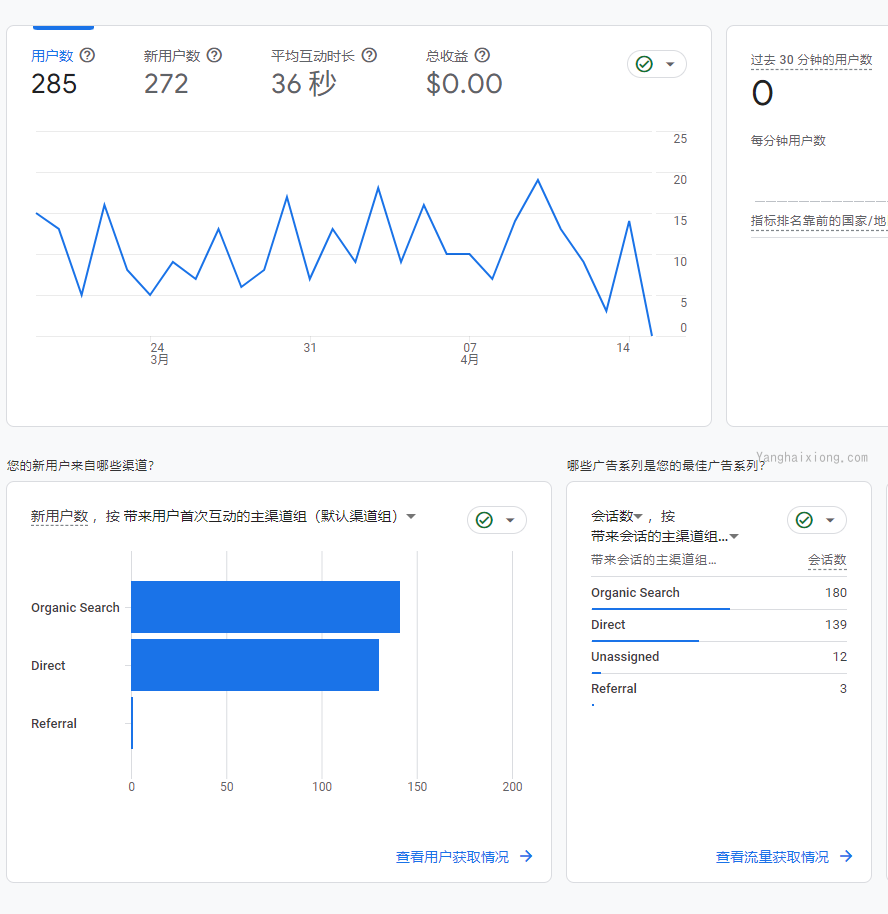 用户数
新用户数
平均互动时长
总收益
285
272
36 秒
$0.00
25
20
15
10
5
0
24
3月
31
07
4月
14
过去 30 分钟的用户数
0
每分钟用户数
指标排名靠前的国家/地
您的新用户来自哪些渠道?
新用户数，按 带来用户首次互动的主渠道组（默认渠道组）
Organic Search
Direct
Referral
0
50
100
150
200
查看用户获取情况
哪些广告系列是您的最佳广告系列?
Yanghaixiong.com
会话数，按
带来会话的主渠道组...
带来会话的主渠道组... 会话数
Organic Search 180
Direct 139
Unassigned 12
Referral 3
查看流量获取情况